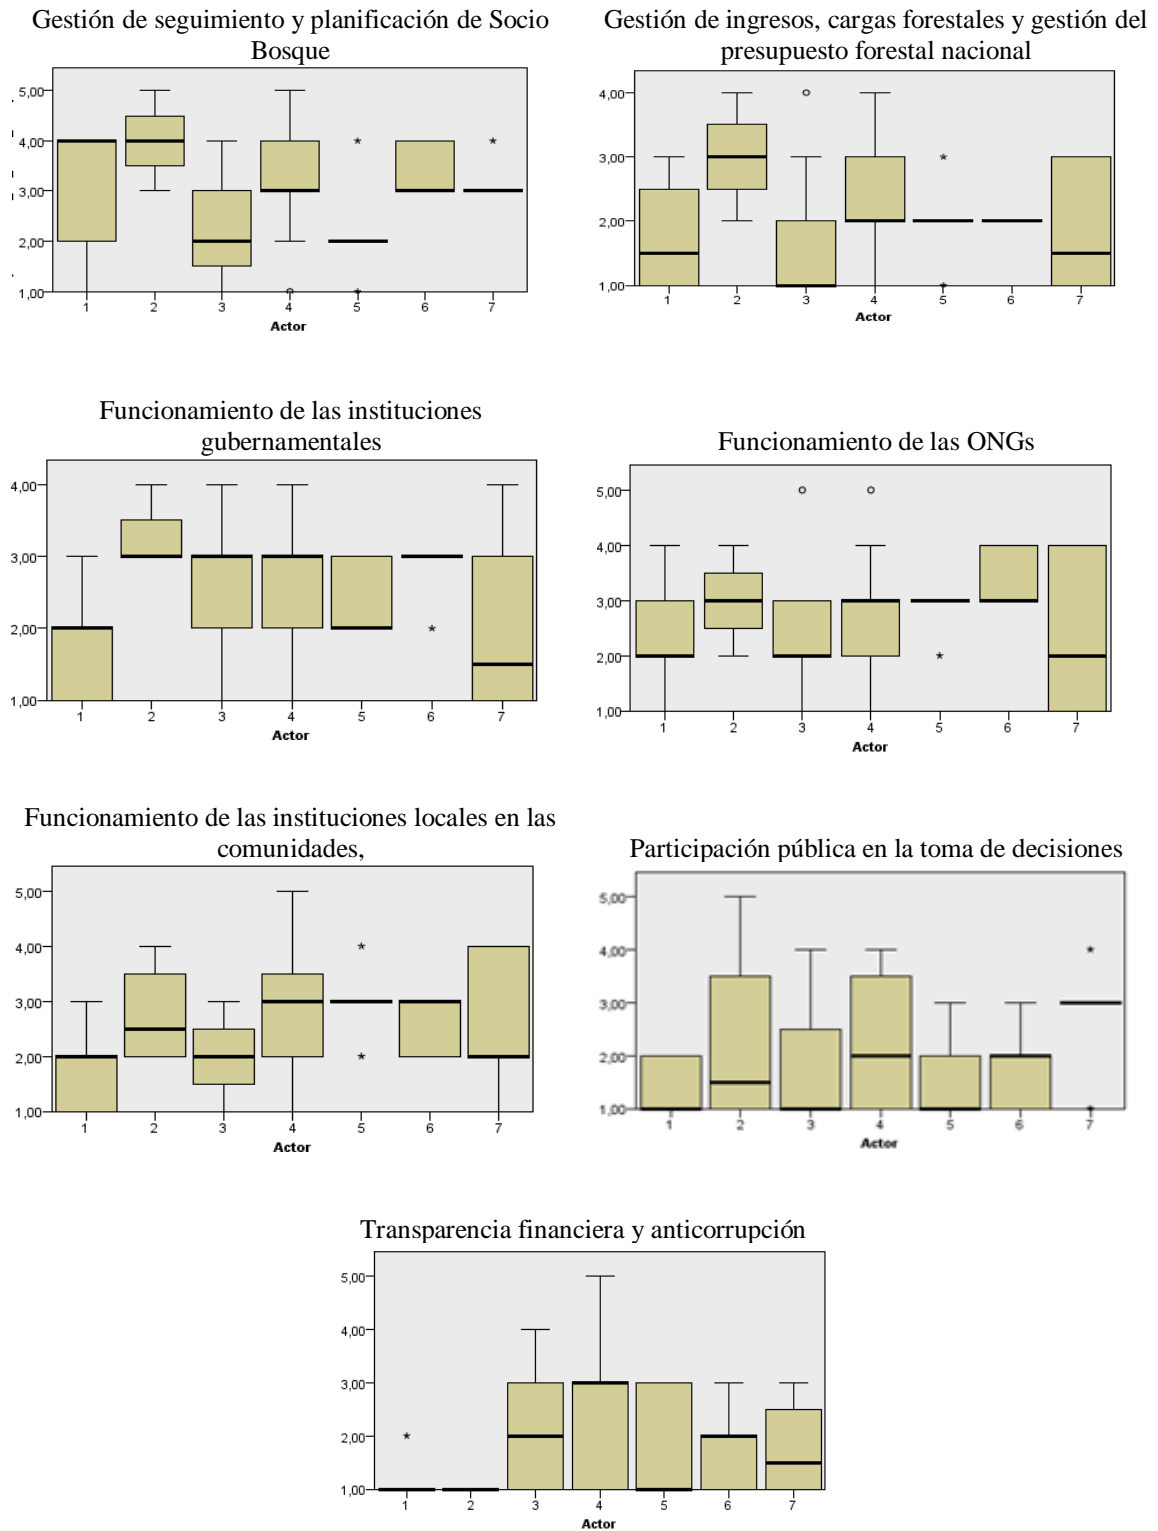 Gestión de seguimiento y planificación de Socio
Bosque
5,00
4,00
3,00
2,00
1,00
1 2 3 4 5 6 7
Actor
Gestión de ingresos, cargas forestales y gestión del
presupuesto forestal nacional
4,00
3,00
2,00
1,00
1 2 3 4 5 6 7
Actor
Funcionamiento de las instituciones
gubernamentales
4,00
3,00
2,00
1,00
1 2 3 4 5 6 7
Actor
Funcionamiento de las ONGs
5,00
4,00
3,00
2,00
1,00
1 2 3 4 5 6 7
Actor
Funcionamiento de las instituciones locales en las
comunidades,
5,00
4,00
3,00
2,00
1,00
1 2 3 4 5 6 7
Actor
Participación pública en la toma de decisiones
5,00
4,00
3,00
2,00
1,00
1 2 3 4 5 6 7
Actor
Transparencia financiera y anticorrupción
5,00
4,00
3,00
2,00
1,00
1 2 3 4 5 6 7
Actor